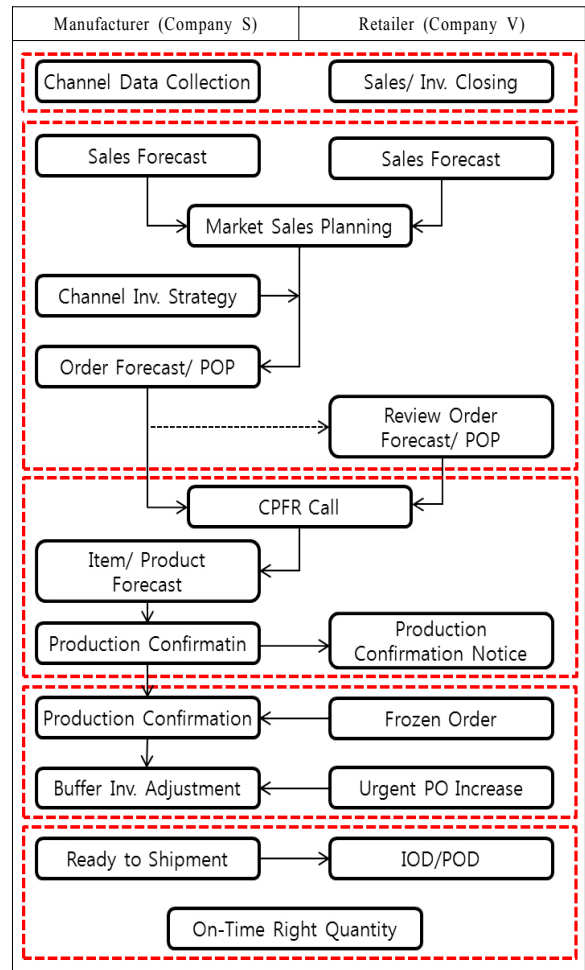 Manufacturer (Company S)
Retailer (Company V)
Channel Data Collection
Sales/ Inv. Closing
Sales Forecast
Sales Forecast
Market Sales Planning
Channel Inv. Strategy
Order Forecast/ POP
Review Order
Forecast/ POP
CPFR Call
Item/ Product
Forecast
Production Confirmatin
Production
Confirmation Notice
Production Confirmation
Frozen Order
Buffer Inv. Adjustment
Urgent PO Increase
Ready to Shipment
IOD/POD
On-Time Right Quantity